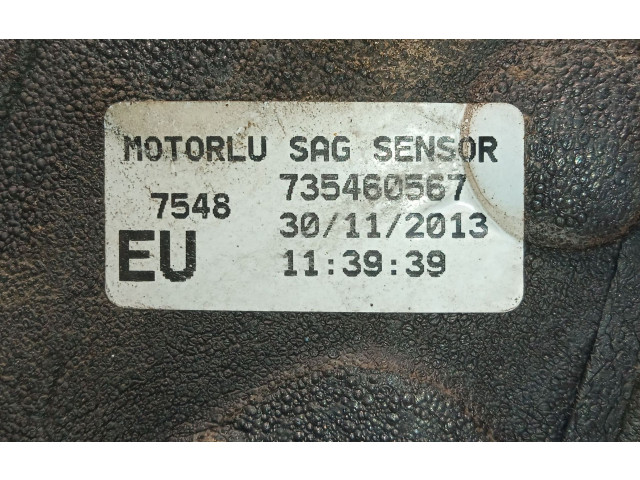 MOTORLU SAG SENSOR
735460567
7548
30/11/2013
EU
11:39:39